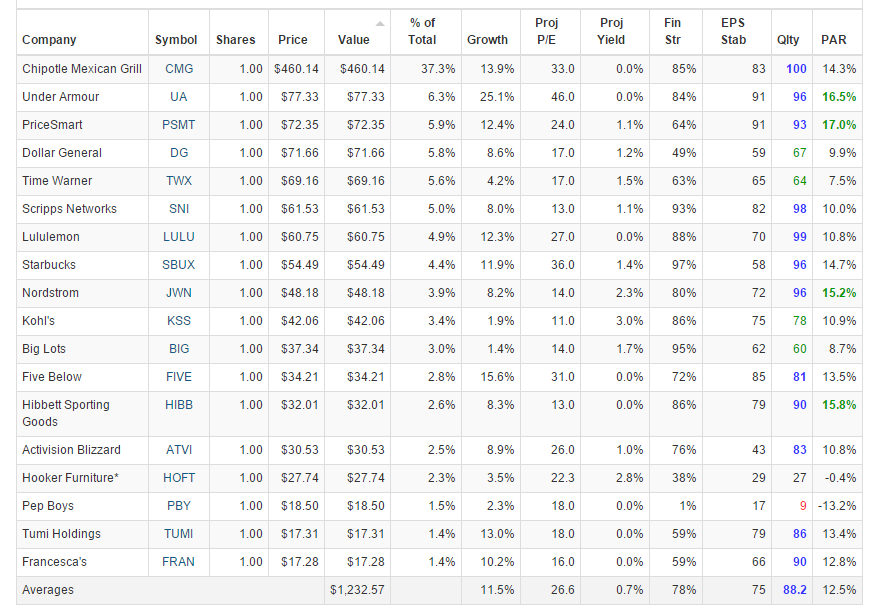 Company Symbol Shares Price Value % of Total Growth Proj P/E Proj Yield Fin Str EPS Stab Qlty PAR
Chipotle Mexican Grill CMG 1.00 $460.14 $460.14 37.3% 13.9% 33.0 0.0% 85% 83 100 14.3%
Under Armour UA 1.00 $77.33 $77.33 6.3% 25.1% 46.0 0.0% 84% 91 96 16.5%
PriceSmart PSMT 1.00 $72.35 $72.35 5.9% 12.4% 24.0 1.1% 64% 91 93 17.0%
Dollar General DG 1.00 $71.66 $71.66 5.8% 8.6% 17.0 1.2% 49% 59 67 9.9%
Time Warner TWX 1.00 $69.16 $69.16 5.6% 4.2% 17.0 1.5% 63% 65 64 7.5%
Scripps Networks SNI 1.00 $61.53 $61.53 5.0% 8.0% 13.0 1.1% 93% 82 98 10.0%
Lululemon LULU 1.00 $60.75 $60.75 4.9% 12.3% 27.0 0.0% 88% 70 99 10.8%
Starbucks SBUX 1.00 $54.49 $54.49 4.4% 11.9% 36.0 1.4% 97% 58 96 14.7%
Nordstrom JWN 1.00 $48.18 $48.18 3.9% 8.2% 14.0 2.3% 80% 72 96 15.2%
Kohl's KSS 1.00 $42.06 $42.06 3.4% 1.9% 11.0 3.0% 86% 75 78 10.9%
Big Lots BIG 1.00 $37.34 $37.34 3.0% 1.4% 14.0 1.7% 95% 62 60 8.7%
Five Below FIVE 1.00 $34.21 $34.21 2.8% 15.6% 31.0 0.0% 72% 85 81 13.5%
Hibbett Sporting HIBB 1.00 $32.01 $32.01 2.6% 8.3% 13.0 0.0% 86% 79 90 15.8%
Goods
Activision Blizzard ATVI 1.00 $30.53 $30.53 2.5% 8.9% 26.0 1.0% 76% 43 83 10.8%
Hooker Furniture* HOFT 1.00 $27.74 $27.74 2.3% 3.5% 22.3 2.8% 38% 29 27 -0.4%
Pep Boys PBY 1.00 $18.50 $18.50 1.5% 2.3% 18.0 0.0% 1% 17 9 -13.2%
Tumi Holdings TUMI 1.00 $17.31 $17.31 1.4% 13.0% 18.0 0.0% 59% 79 86 13.4%
Francesca's FRAN 1.00 $17.28 $17.28 1.4% 10.2% 16.0 0.0% 59% 66 90 12.8%
Averages $1,232.57 11.5% 26.6 0.7% 78% 75 88.2 12.5%